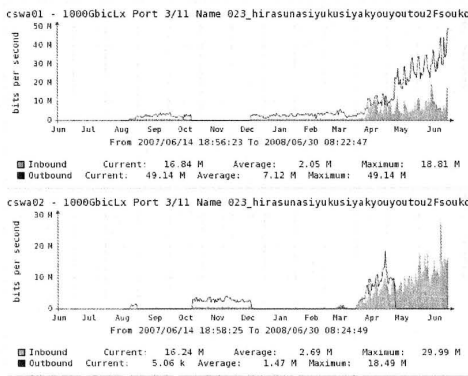 cswa01 - 1000GbicLx Port 3/11 Name 023_hirasunasiyukusiyakyouyoutou2Fsouko
bits per second
50 M
40 M
30 M
20 M
10 M
0
Jun Jul Aug Sep Oct Nov Dec Jan Feb Mar Apr May Jun
From 2007/06/14 18:56:23 To 2008/06/30 08:22:47
Inbound Current: 16.84 M Average: 2.05 M Maximum: 18.81 M
Outbound Current: 49.14 M Average: 7.12 M Maximum: 49.14 M
cswa02 - 1000GbicLx Port 3/11 Name 023_hirasunasiyukusiyakyouyoutou2Fsouko
bits per second
30 M
20 M
10 M
0
Jun Jul Aug Sep Oct Nov Dec Jan Feb Mar Apr May Jun
From 2007/06/14 18:58:25 To 2008/06/30 08:24:49
Inbound Current: 16.24 M Average: 2.69 M Maximum: 29.99 M
Outbound Current: 5.06 k Average: 1.47 M Maximum: 18.49 M